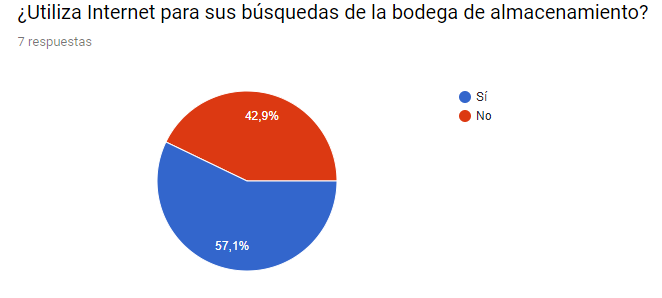 ¿Utiliza Internet para sus búsquedas de la bodega de almacenamiento?
7 respuestas
Sí
No
42,9%
57,1%